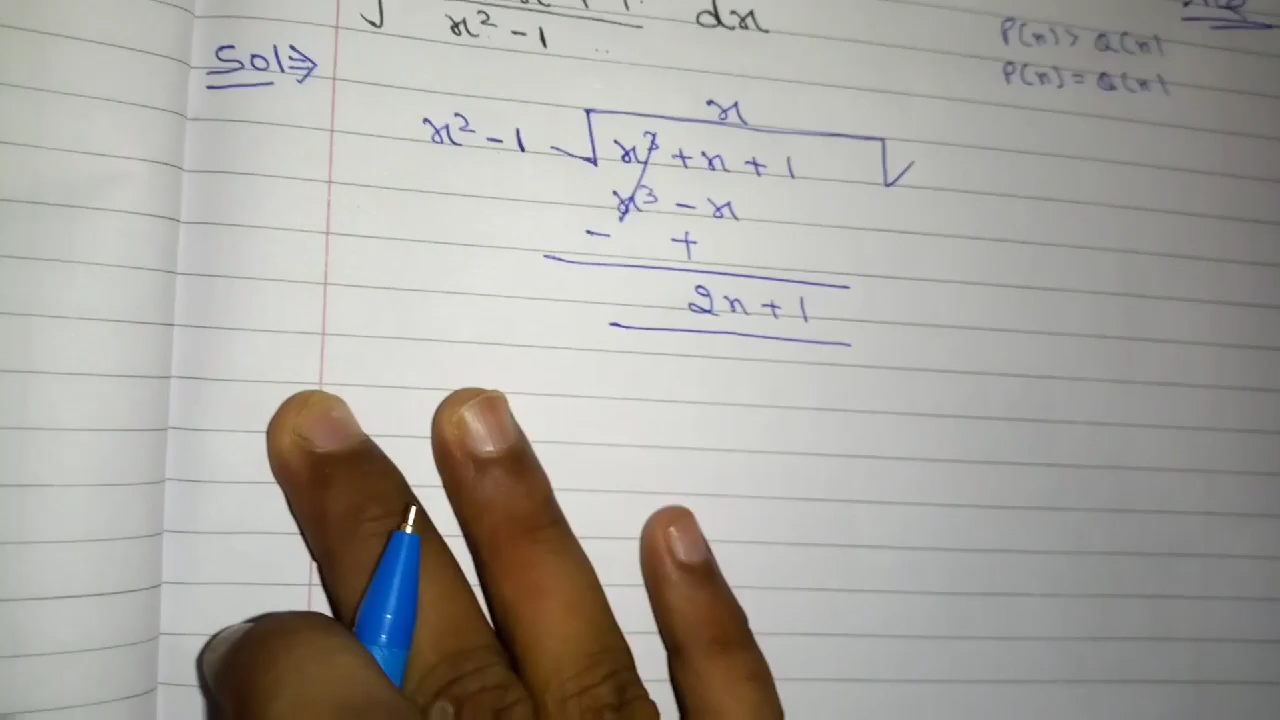 ∫ x² - 1 dx
P(x) > Q(x)
P(x) = Q(x)
Sol⇒
x
x² - 1 √ x³ + x + 1
x³ - x
- +
2x + 1